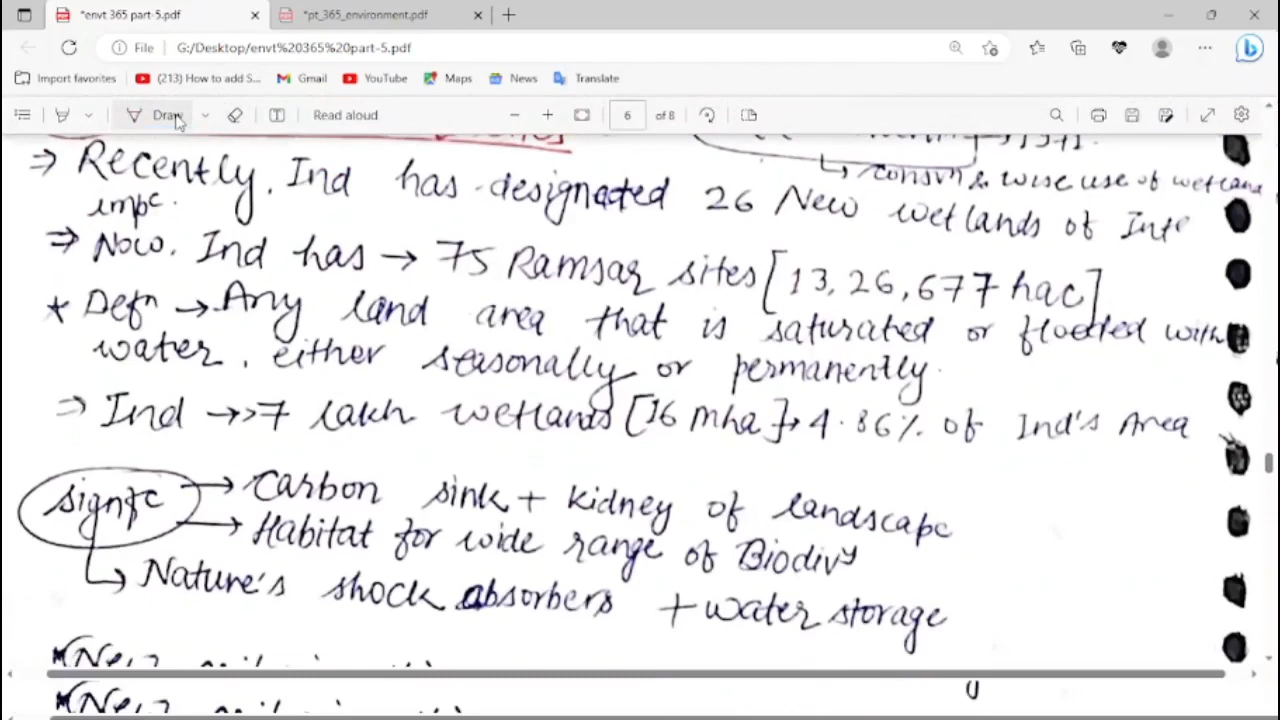 *envt 365 part-5.pdf
*pt_365_environment.pdf
File G:/Desktop/envt%20365%20part-5.pdf
Import favorites (213) How to add S... Gmail YouTube Maps News Translate
Draw Read aloud 6 of 8
→ consvn & wise use of wetland
⇒ Recently, Ind has designated 26 New wetlands of Intl
impc.
⇒ Now, Ind has → 75 Ramsar sites [13,26,677 hac]
* Defn → Any land area that is saturated or flooded with
water, either seasonally or permanently.
⇒ Ind → >7 lakh wetlands [16 mha] → 4.86% of Ind's Area
signfc → Carbon sink + kidney of landscape
→ Habitat for wide range of Biodivy
→ Nature's shock absorbers + water storage